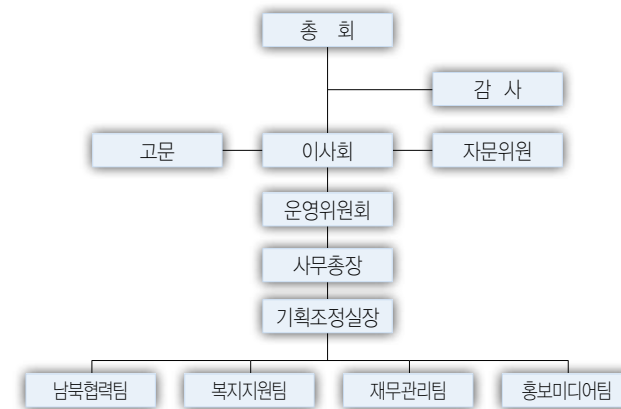 총 회
감 사
고문
이사회
자문위원
운영위원회
사무총장
기획조정실장
남북협력팀
복지지원팀
재무관리팀
홍보미디어팀